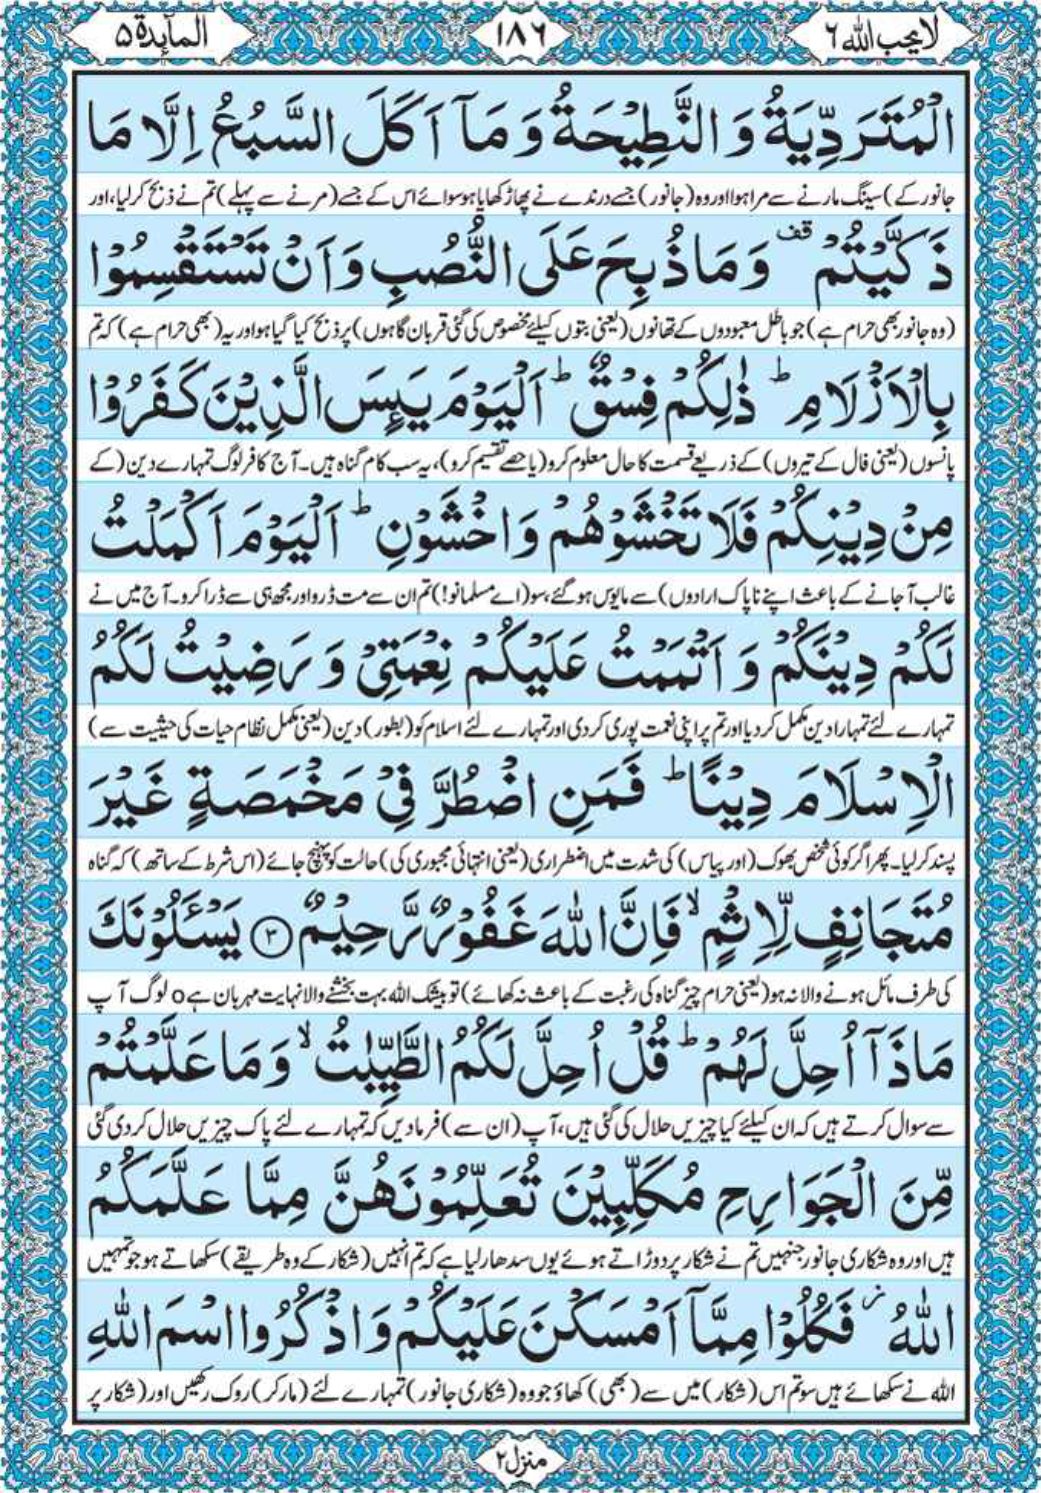 لا يحب الله ٦
١٨٦
المآىِٕدة ٥
الْمُتَرَدِّيَةُ وَ النَّطِيْحَةُ وَ مَاۤ اَكَلَ السَّبُعُ اِلَّا مَا
جانور کے) سینگ مارنے سے مرا ہوا اور وہ (جانور) جسے درندے نے پھاڑ کھایا ہو سوائے اس کے جسے (مرنے سے پہلے) تم نے ذبح کر لیا، اور
ذَكَّيْتُمْ قف وَ مَا ذُبِحَ عَلَى النُّصُبِ وَ اَنْ تَسْتَقْسِمُوْا
(وہ جانور بھی حرام ہے) جو باطل معبودوں کے تھانوں (یعنی بتوں کیلئے مخصوص کی گئی قربان گاہوں) پر ذبح کیا گیا ہو اور یہ (بھی حرام ہے) کہ تم
بِالْاَزْلَامِ ؕ ذٰلِكُمْ فِسْقٌ ؕ اَلْيَوْمَ يَىِٕسَ الَّذِيْنَ كَفَرُوْا
پانسوں (یعنی فال کے تیروں) کے ذریعے قسمت کا حال معلوم کرو (یا حصے تقسیم کرو)، یہ سب کام گناہ ہیں۔ آج کافر لوگ تمہارے دین (کے
مِنْ دِيْنِكُمْ فَلَا تَخْشَوْهُمْ وَ اخْشَوْنِ ؕ اَلْيَوْمَ اَكْمَلْتُ
غالب آجانے کے باعث اپنے ناپاک ارادوں) سے مایوس ہو گئے، سو (اے مسلمانو!) تم ان سے مت ڈرو اور مجھ ہی سے ڈرا کرو۔ آج میں نے
لَكُمْ دِيْنَكُمْ وَ اَتْمَمْتُ عَلَيْكُمْ نِعْمَتِيْ وَ رَضِيْتُ لَكُمُ
تمہارے لئے تمہارا دین مکمل کر دیا اور تم پر اپنی نعمت پوری کر دی اور تمہارے لئے اسلام کو (بطور) دین (یعنی مکمل نظام حیات کی حیثیت سے)
الْاِسْلَامَ دِيْنًا ؕ فَمَنِ اضْطُرَّ فِيْ مَخْمَصَةٍ غَيْرَ
پسند کر لیا۔ پھر اگر کوئی شخص بھوک (اور پیاس) کی شدت میں اضطراری (یعنی انتہائی مجبوری کی) حالت کو پہنچ جائے (اس شرط کے ساتھ) کہ گناہ
مُتَجَانِفٍ لِّاِثْمٍ ۙ فَاِنَّ اللّٰهَ غَفُوْرٌ رَّحِيْمٌ ﴿۳﴾ يَسْـَٔلُوْنَكَ
کی طرف مائل ہونے والا نہ ہو (یعنی حرام چیز گناہ کی رغبت کے باعث نہ کھائے) تو بیشک اللہ بہت بخشنے والا نہایت مہربان ہے o لوگ آپ
مَاذَاۤ اُحِلَّ لَهُمْ ؕ قُلْ اُحِلَّ لَكُمُ الطَّيِّبٰتُ ۙ وَ مَا عَلَّمْتُمْ
سے سوال کرتے ہیں کہ ان کیلئے کیا چیزیں حلال کی گئی ہیں، آپ (ان سے) فرما دیں کہ تمہارے لئے پاک چیزیں حلال کر دی گئی
مِّنَ الْجَوَارِحِ مُكَلِّبِيْنَ تُعَلِّمُوْنَهُنَّ مِمَّا عَلَّمَكُمُ
ہیں اور وہ شکاری جانور جنہیں تم نے شکار پر دوڑاتے ہوئے یوں سدھار لیا ہے کہ تم انہیں (شکار کے وہ طریقے) سکھاتے ہو جو تمہیں
اللّٰهُ ز فَكُلُوْا مِمَّاۤ اَمْسَكْنَ عَلَيْكُمْ وَ اذْكُرُوا اسْمَ اللّٰهِ
اللہ نے سکھائے ہیں سو تم اس (شکار) میں سے (بھی) کھاؤ جو وہ (شکاری جانور) تمہارے لئے (مار کر) روک رکھیں اور (شکار پر
منزل ٢